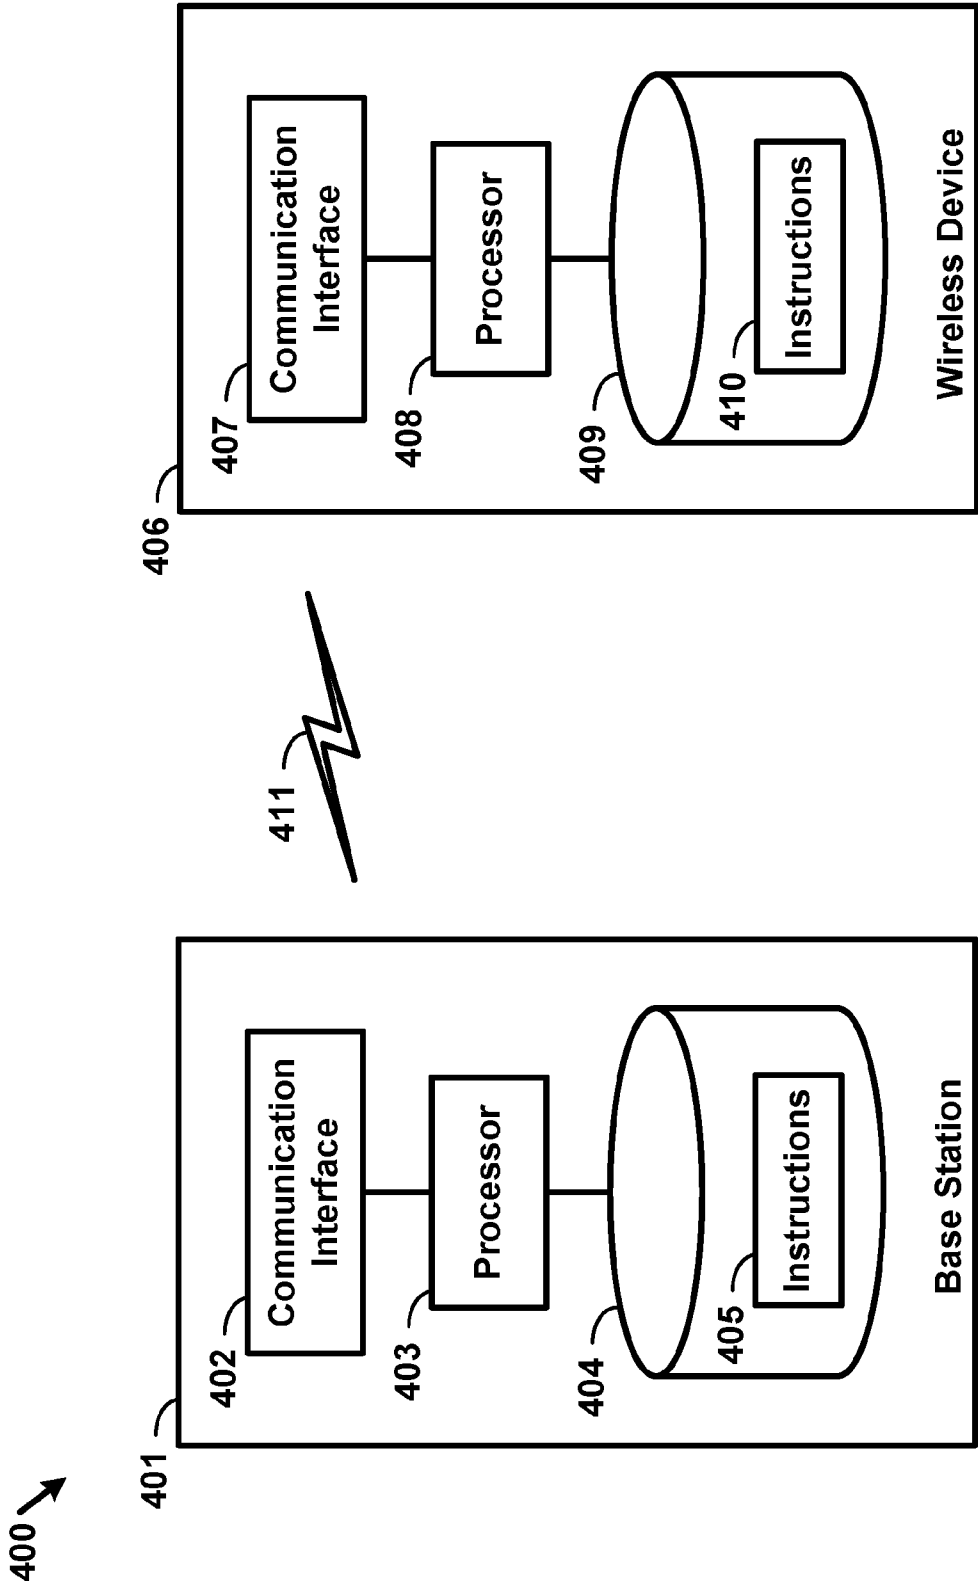 400
401
402
Communication
Interface
403
Processor
404
405
Instructions
Base Station
411
406
407
Communication
Interface
408
Processor
409
410
Instructions
Wireless Device